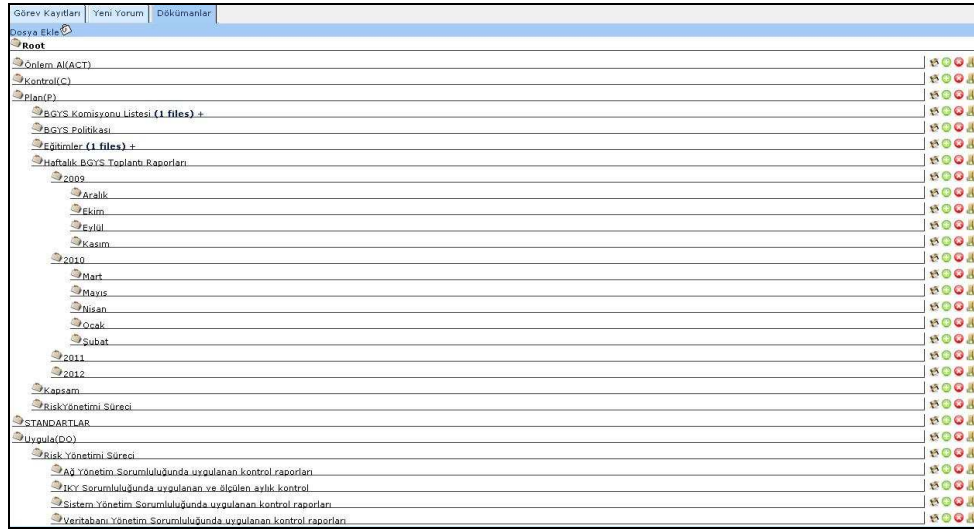 Görev Kayıtları Yeni Yorum Dökümanlar
Dosya Ekle
Root
Önlem Al(ACT)
Kontrol(C)
Plan(P)
BGYS Komisyonu Listesi (1 files) +
BGYS Politikası
Eğitimler (1 files) +
Haftalık BGYS Toplantı Raporları
2009
Aralık
Ekim
Eylül
Kasım
2010
Mart
Mayıs
Nisan
Ocak
Şubat
2011
2012
Kapsam
RiskYönetimi Süreci
STANDARTLAR
Uygula(DO)
Risk Yönetimi Süreci
Ağ Yönetim Sorumluluğunda uygulanan kontrol raporları
IKY Sorumluluğunda uygulanan ve ölçülen aylık kontrol
Sistem Yönetim Sorumluluğunda uygulanan kontrol raporları
Veritabanı Yönetim Sorumluluğunda uygulanan kontrol raporları